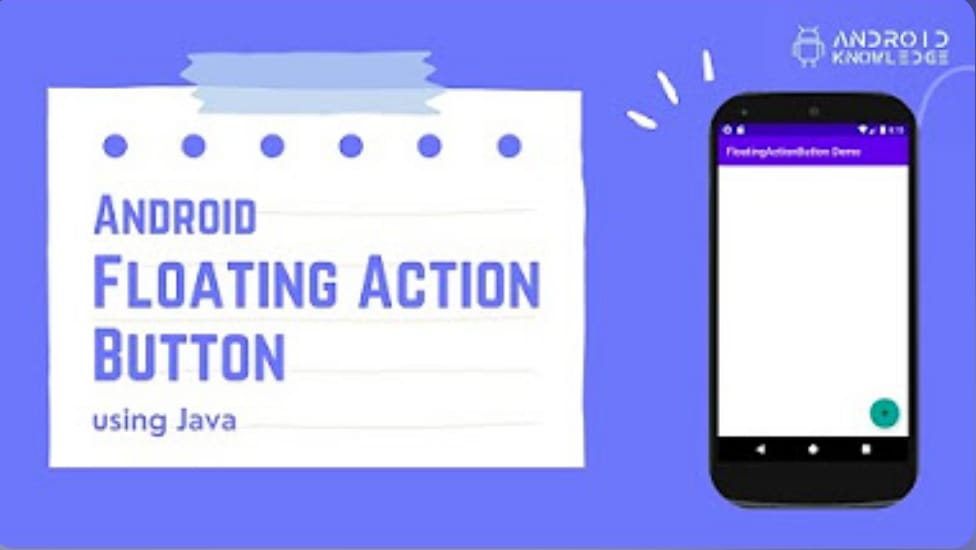 ANDROID
KNOWLEDGE
ANDROID
FLOATING ACTION
BUTTON
using Java
FloatingActionButton Demo